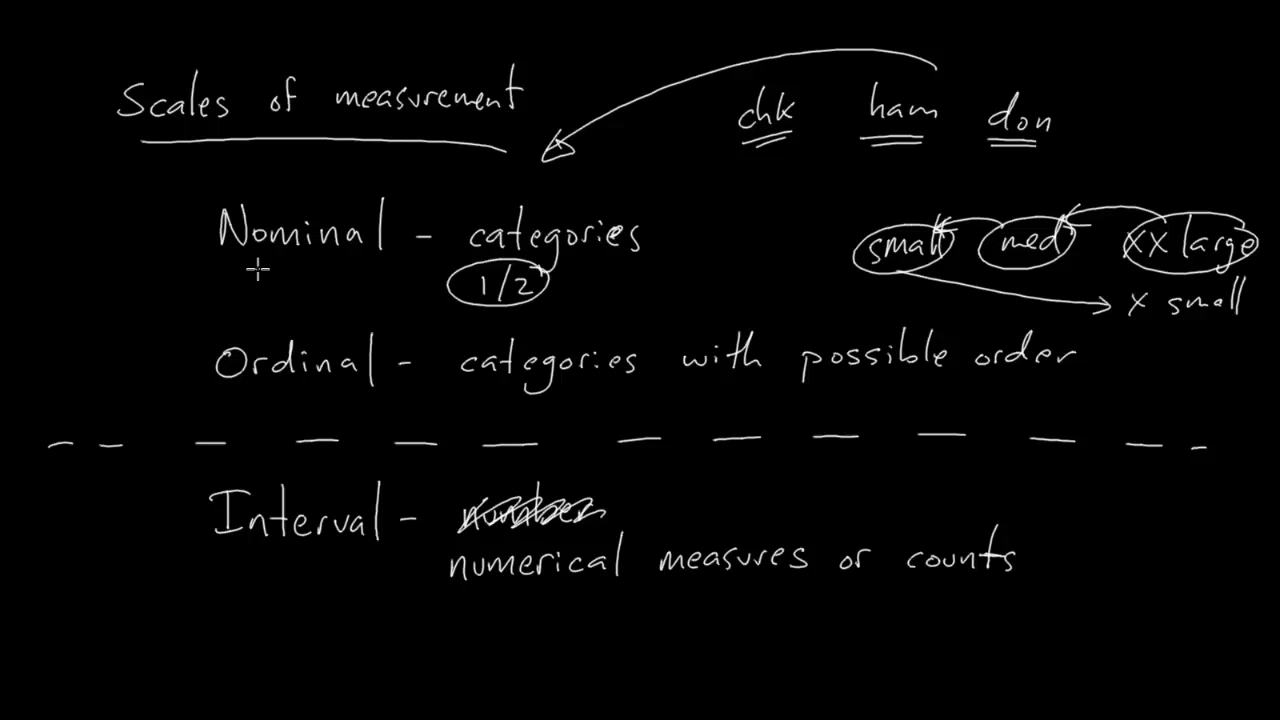 Scales of measurement
chk ham don
Nominal - categories
1/2
small med xx large
x small
Ordinal - categories with possible order
Interval - number
numerical measures or counts